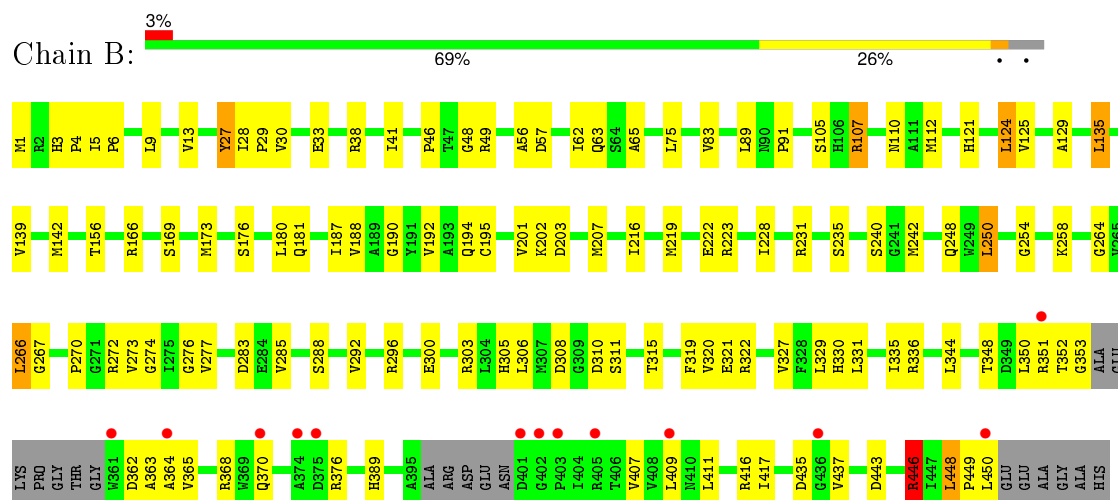 3%
Chain B:
69% 26% • •
M1 R2 H3 P4 I5 P6 L9 V13 Y27 I28 P29 V30 E33 R38 I41 P46 T47 G48 R49 A56 D57 I62 Q63 S64 A65 L75 V83 L89 N90 P91 S105 H106 R107 N110 A111 M112 H121 L124 V125 A129 L135
V139 M142 T156 R166 S169 M173 S176 L180 Q181 I187 V188 A189 G190 Y191 V192 A193 Q194 C195 V201 K202 D203 M207 I216 M219 E222 R223 I228 R231 S235 S240 G241 M242 Q248 W249 L250 G254 K258 G264 V265
L266 G267 P270 G271 R272 V273 G274 I275 G276 V277 D283 E284 V285 S288 V292 R296 E300 R303 L304 H305 L306 M307 D308 G309 D310 S311 T315 F319 V320 E321 R322 V327 F328 L329 H330 L331 I335 R336 L344 T348 D349 L350 R351 T352 G353 ALA GLU
LYS PRO GLY THR GLY W361 D362 A363 A364 V365 R368 W369 Q370 A374 D375 R376 H389 A395 ALA ARG ASP GLU ASN D401 G402 P403 I404 R405 T406 V407 V408 L409 N410 L411 R416 I417 D435 G436 V437 D443 R446 I447 L448 P449 L450 GLU GLU ALA GLY ALA HIS